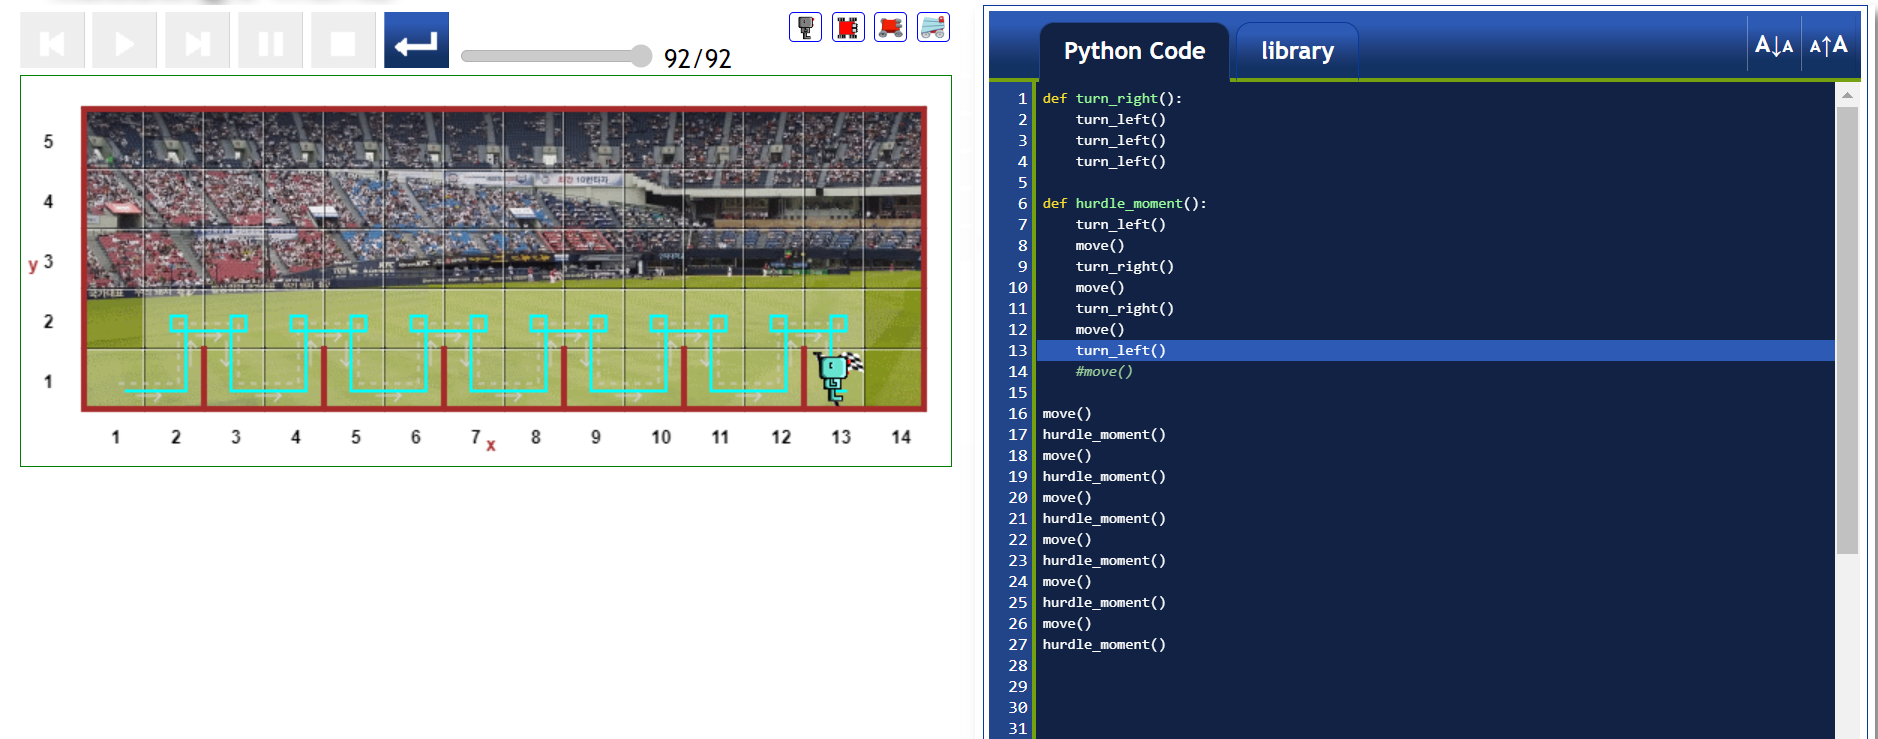 92/92
5
4
y 3
2
1
1 2 3 4 5 6 7 x 8 9 10 11 12 13 14
Python Code
library
A↓A
A↑A
1 def turn_right():
2     turn_left()
3     turn_left()
4     turn_left()
5
6 def hurdle_moment():
7     turn_left()
8     move()
9     turn_right()
10     move()
11     turn_right()
12     move()
13     turn_left()
14     #move()
15
16 move()
17 hurdle_moment()
18 move()
19 hurdle_moment()
20 move()
21 hurdle_moment()
22 move()
23 hurdle_moment()
24 move()
25 hurdle_moment()
26 move()
27 hurdle_moment()
28
29
30
31